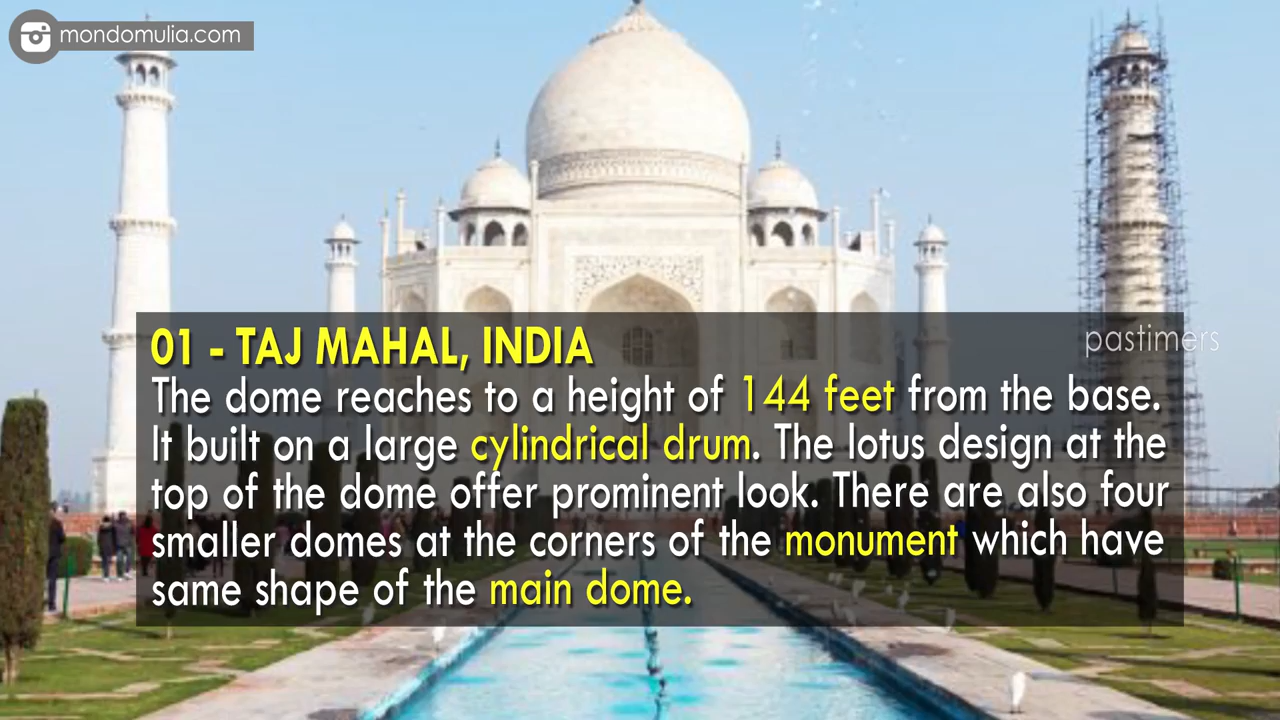 mondomulia.com
01 - TAJ MAHAL, INDIA
pastimers
The dome reaches to a height of 144 feet from the base.
It built on a large cylindrical drum. The lotus design at the
top of the dome offer prominent look. There are also four
smaller domes at the corners of the monument which have
same shape of the main dome.